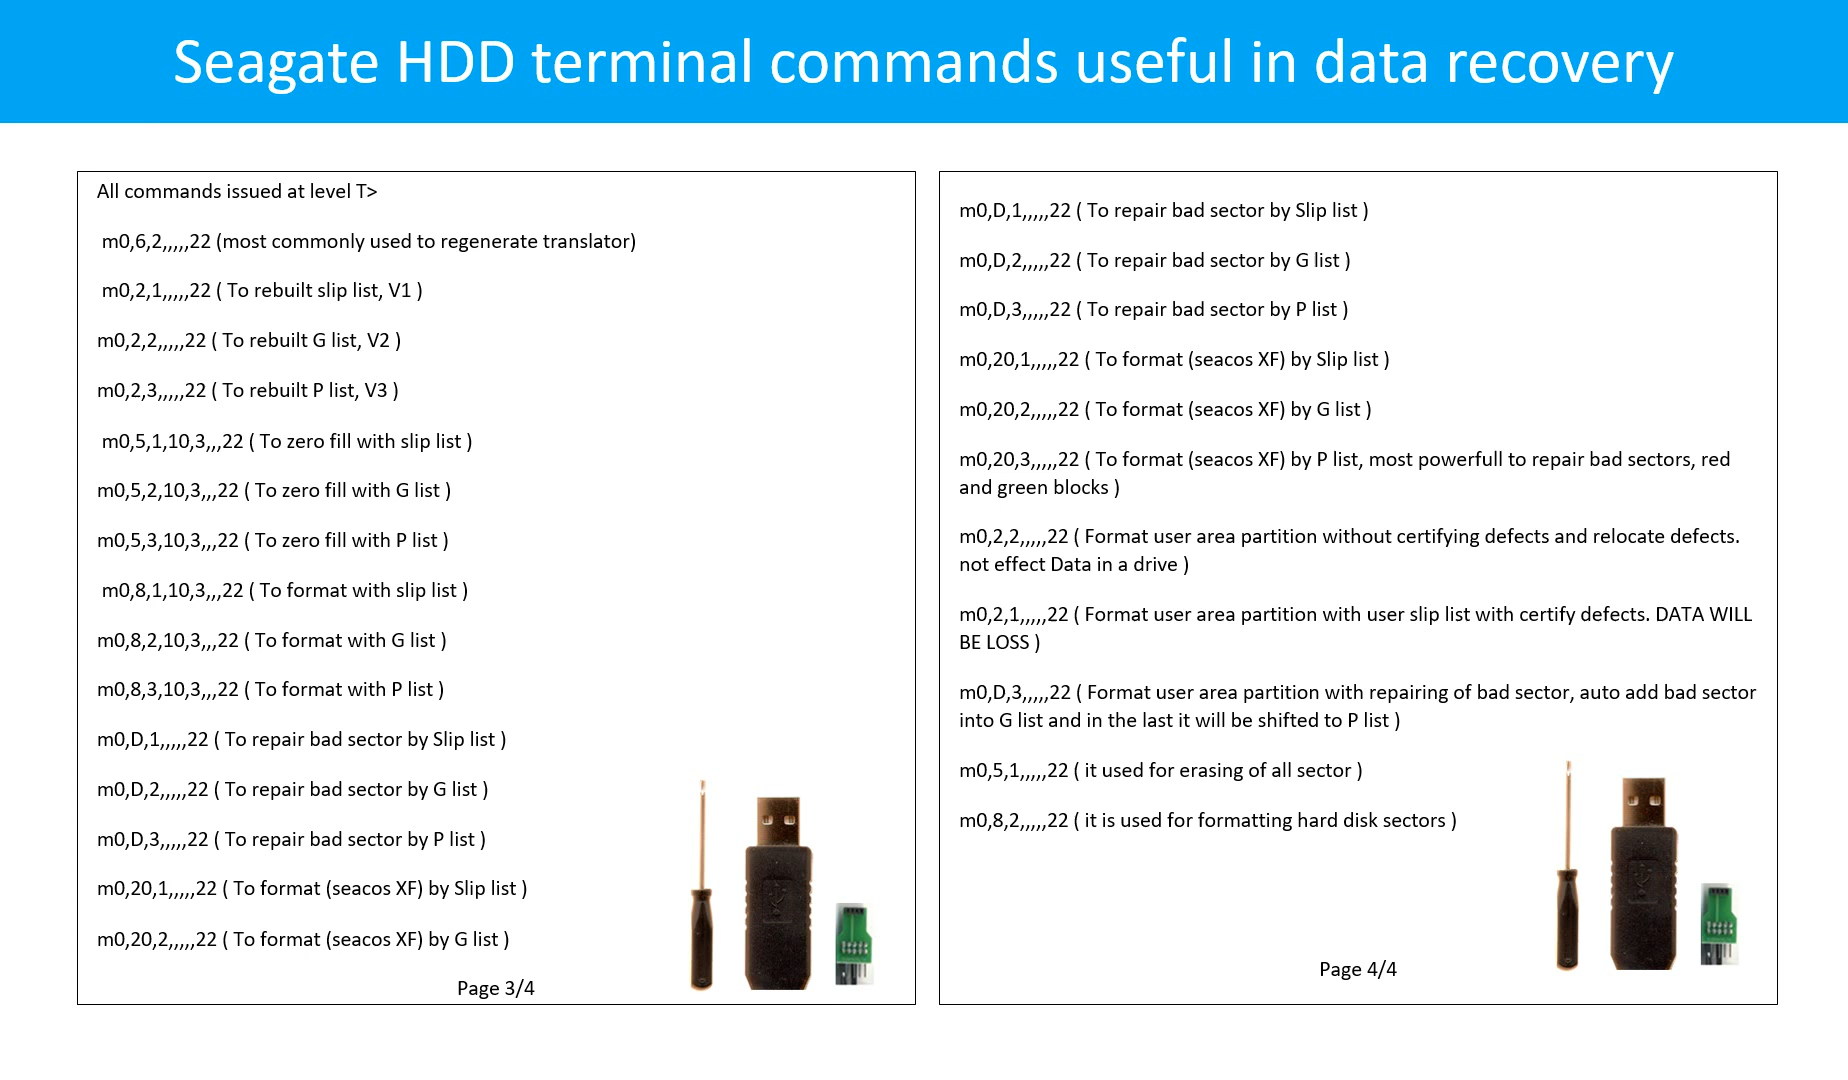 Seagate HDD terminal commands useful in data recovery
All commands issued at level T>
m0,6,2,,,,,22 (most commonly used to regenerate translator)
m0,2,1,,,,,22 ( To rebuilt slip list, V1 )
m0,2,2,,,,,22 ( To rebuilt G list, V2 )
m0,2,3,,,,,22 ( To rebuilt P list, V3 )
m0,5,1,10,3,,,22 ( To zero fill with slip list )
m0,5,2,10,3,,,22 ( To zero fill with G list )
m0,5,3,10,3,,,22 ( To zero fill with P list )
m0,8,1,10,3,,,22 ( To format with slip list )
m0,8,2,10,3,,,22 ( To format with G list )
m0,8,3,10,3,,,22 ( To format with P list )
m0,D,1,,,,,22 ( To repair bad sector by Slip list )
m0,D,2,,,,,22 ( To repair bad sector by G list )
m0,D,3,,,,,22 ( To repair bad sector by P list )
m0,20,1,,,,,22 ( To format (seacos XF) by Slip list )
m0,20,2,,,,,22 ( To format (seacos XF) by G list )
Page 3/4
m0,D,1,,,,,22 ( To repair bad sector by Slip list )
m0,D,2,,,,,22 ( To repair bad sector by G list )
m0,D,3,,,,,22 ( To repair bad sector by P list )
m0,20,1,,,,,22 ( To format (seacos XF) by Slip list )
m0,20,2,,,,,22 ( To format (seacos XF) by G list )
m0,20,3,,,,,22 ( To format (seacos XF) by P list, most powerfull to repair bad sectors, red
and green blocks )
m0,2,2,,,,,22 ( Format user area partition without certifying defects and relocate defects.
not effect Data in a drive )
m0,2,1,,,,,22 ( Format user area partition with user slip list with certify defects. DATA WILL
BE LOSS )
m0,D,3,,,,,22 ( Format user area partition with repairing of bad sector, auto add bad sector
into G list and in the last it will be shifted to P list )
m0,5,1,,,,,22 ( it used for erasing of all sector )
m0,8,2,,,,,22 ( it is used for formatting hard disk sectors )
Page 4/4